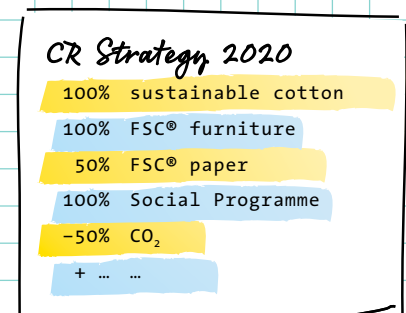 CR Strategy 2020
100% sustainable cotton
100% FSC® furniture
50% FSC® paper
100% Social Programme
–50% CO₂
+ … …